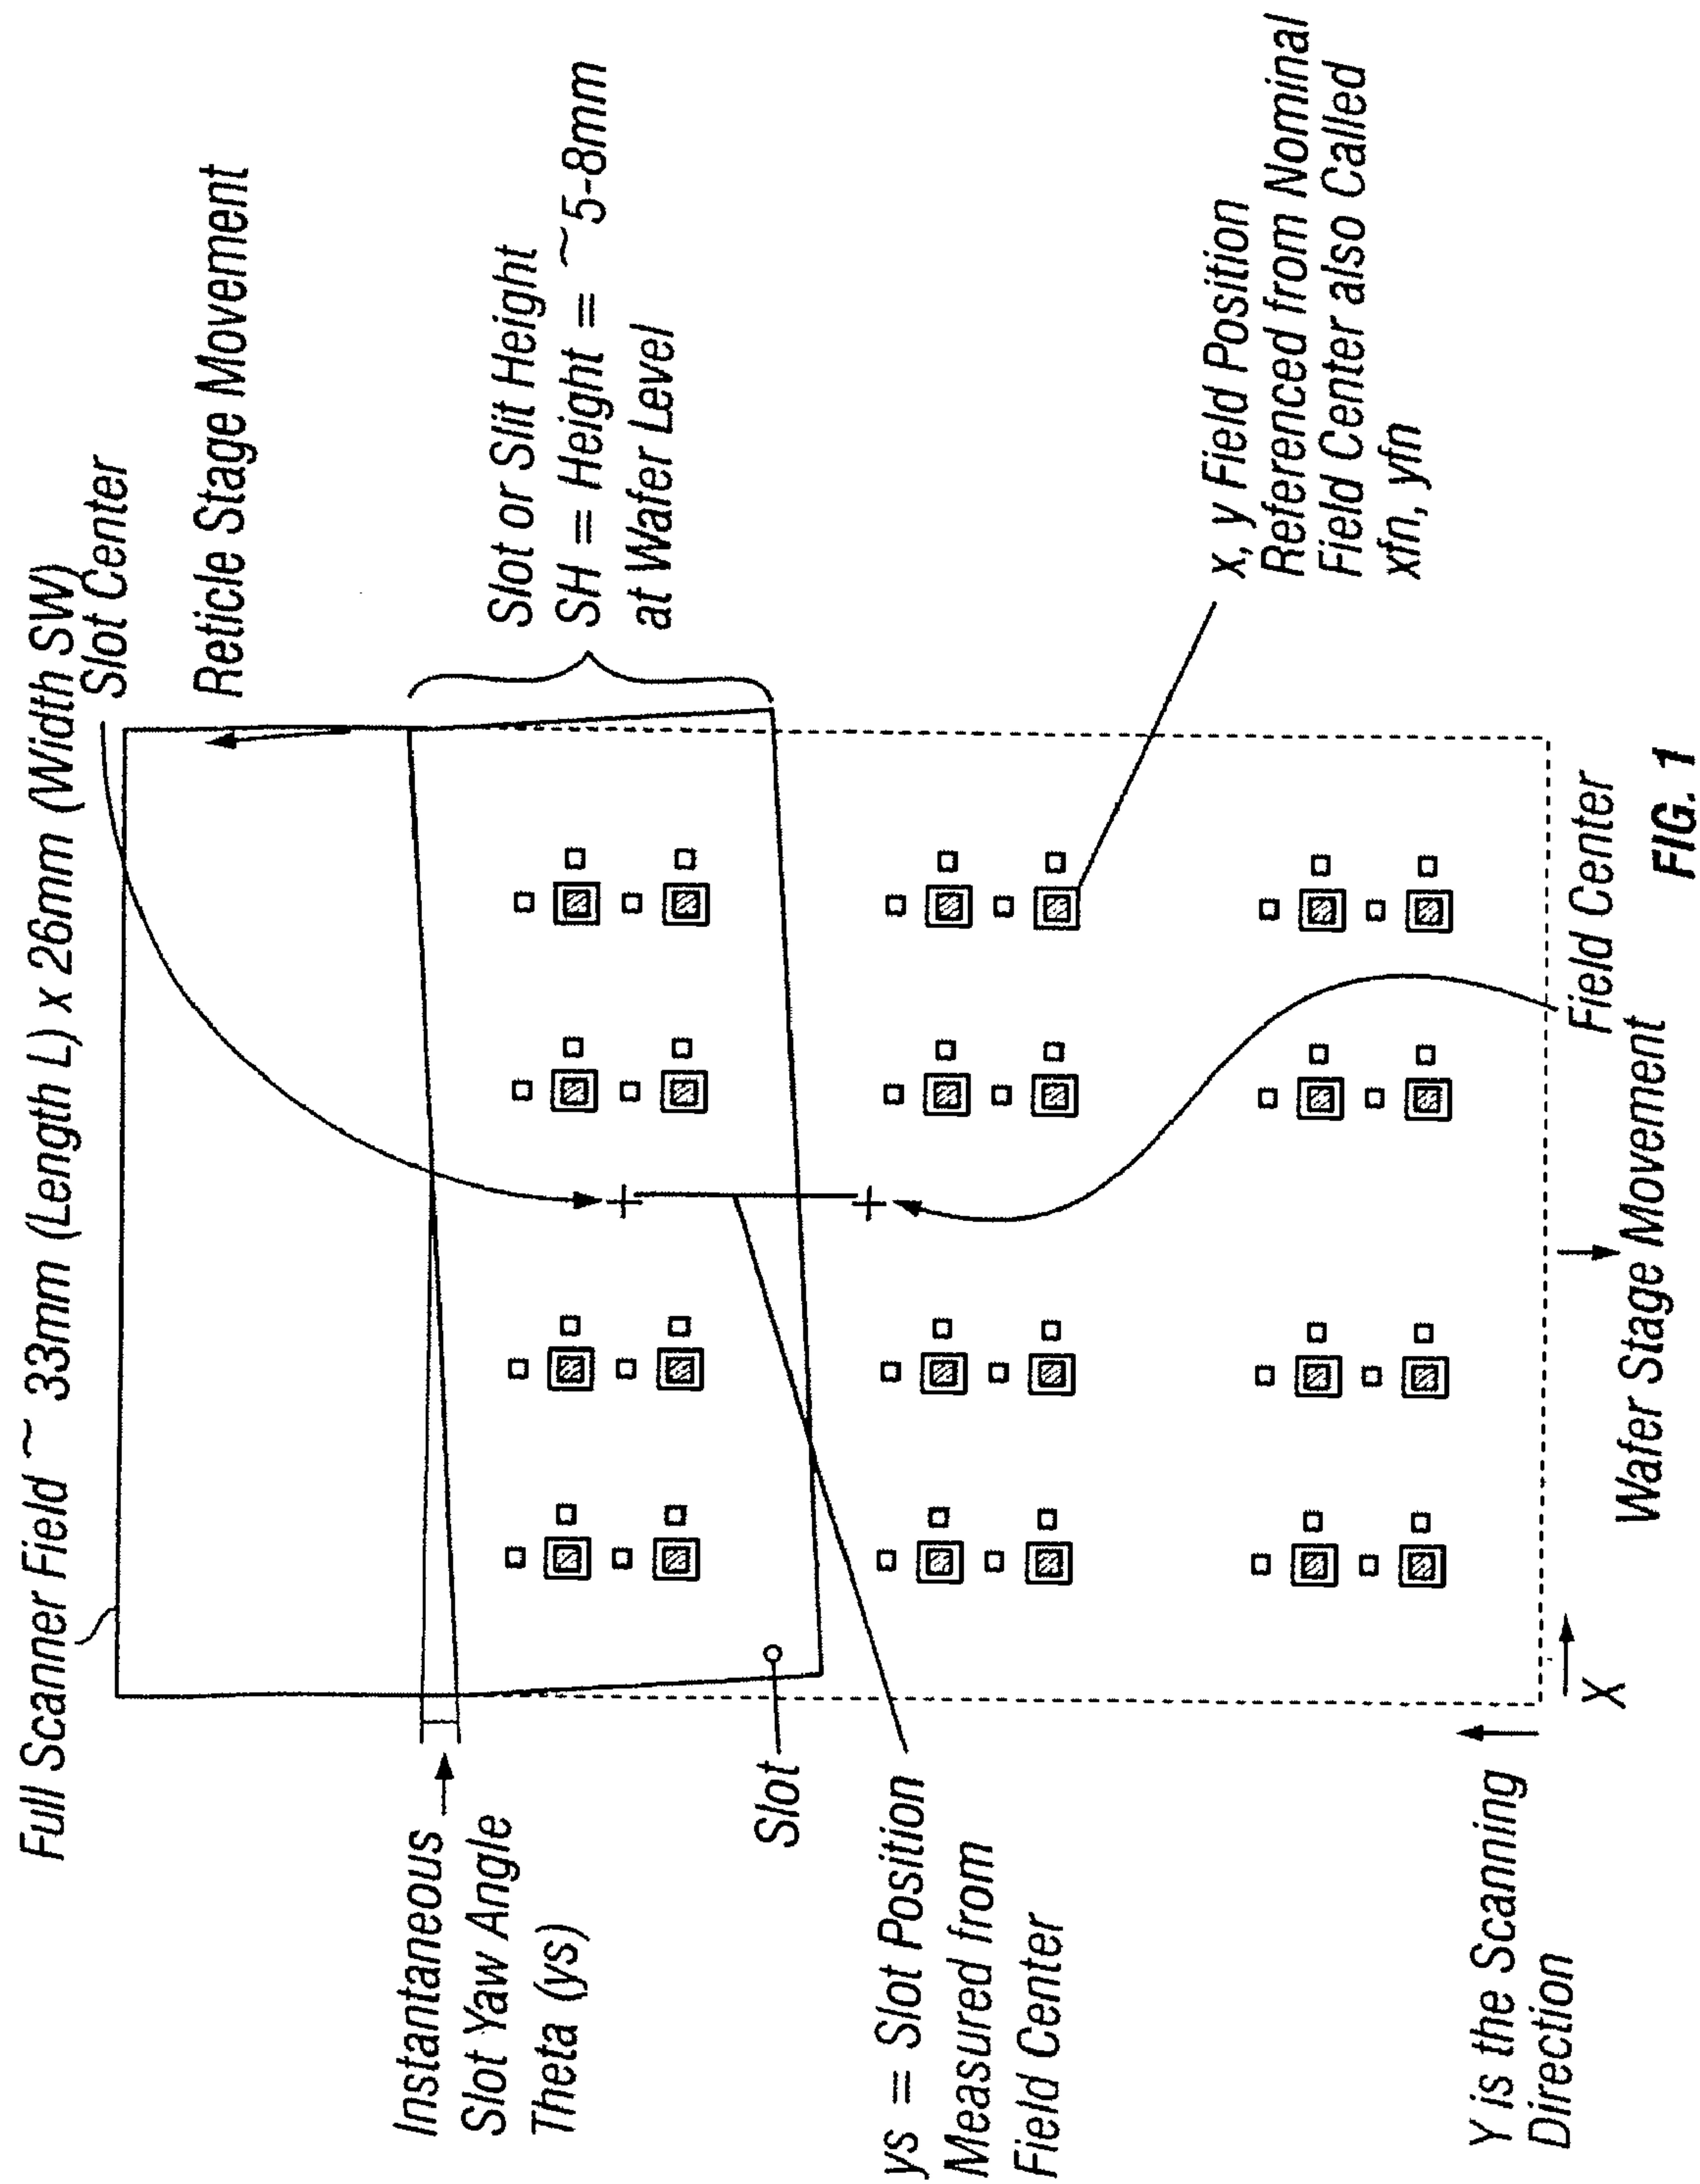 Full Scanner Field ~ 33mm (Length L) x 26mm (Width SW)
Slot Center
Reticle Stage Movement
Instantaneous
Slot Yaw Angle
Theta (ys)
Slot or Slit Height
SH = Height = ~ 5-8mm
at Wafer Level
Slot
ys = Slot Position
Measured from
Field Center
x, y Field Position
Referenced from Nominal
Field Center also Called
xfn, yfn
Y is the Scanning
Direction
X
Field Center
Wafer Stage Movement
FIG. 1